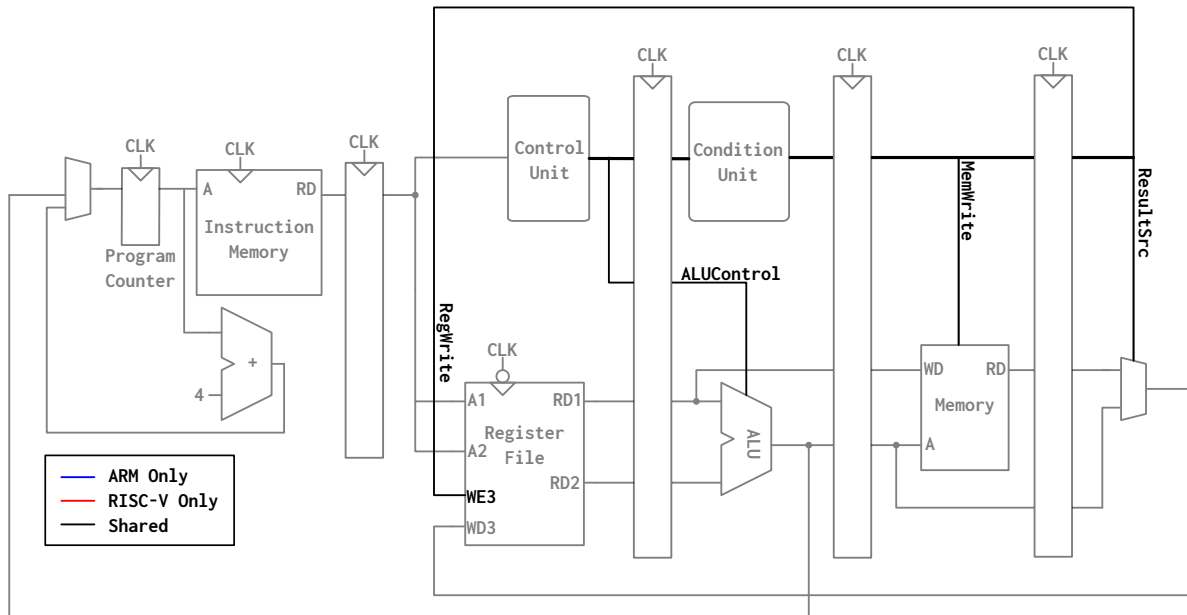 CLK
CLK
CLK
CLK
CLK
CLK
Control
Unit
Condition
Unit
A
RD
Instruction
Memory
Program
Counter
MemWrite
ResultSrc
ALUControl
RegWrite
CLK
+
4
A1
RD1
Register
File
A2
RD2
WE3
WD3
ALU
WD
RD
Memory
A
ARM Only
RISC-V Only
Shared